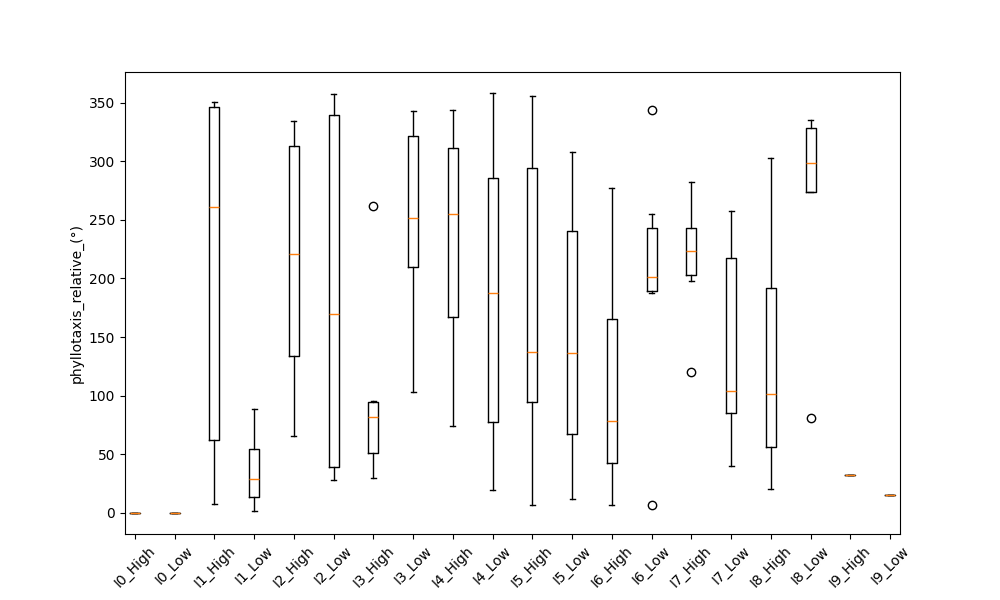 phyllotaxis_relative_(°)
350
300
250
200
150
100
50
0
I0_High
I0_Low
I1_High
I1_Low
I2_High
I2_Low
I3_High
I3_Low
I4_High
I4_Low
I5_High
I5_Low
I6_High
I6_Low
I7_High
I7_Low
I8_High
I8_Low
I9_High
I9_Low